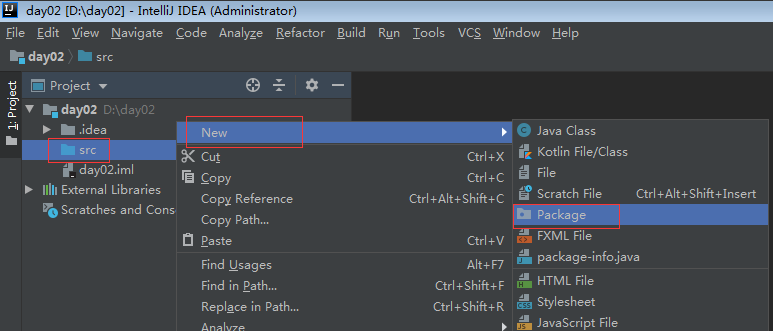 IJ day02 [D:\day02] - IntelliJ IDEA (Administrator)
File Edit View Navigate Code Analyze Refactor Build Run Tools VCS Window Help
day02 src
1: Project
Project
day02 D:\day02
.idea
src
day02.iml
External Libraries
Scratches and Cons
New
Cut Ctrl+X
Copy Ctrl+C
Copy Reference Ctrl+Alt+Shift+C
Copy Path...
Paste Ctrl+V
Find Usages Alt+F7
Find in Path... Ctrl+Shift+F
Replace in Path... Ctrl+Shift+R
Analyze
Java Class
Kotlin File/Class
File
Scratch File Ctrl+Alt+Shift+Insert
Package
FXML File
package-info.java
HTML File
Stylesheet
JavaScript File